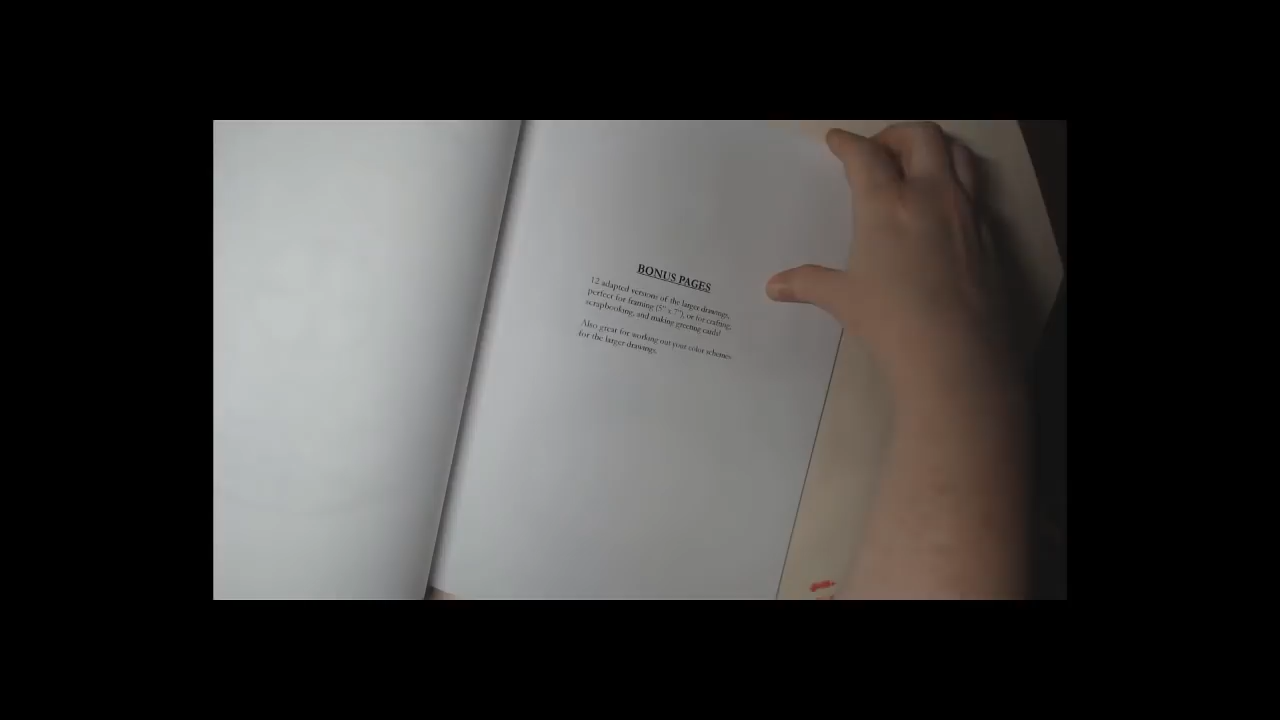 BONUS PAGES
12 adapted versions of the larger drawings,
perfect for framing (5" x 7"), or for crafting,
scrapbooking, and making greeting cards!
Also great for working out your color schemes
for the larger drawings.